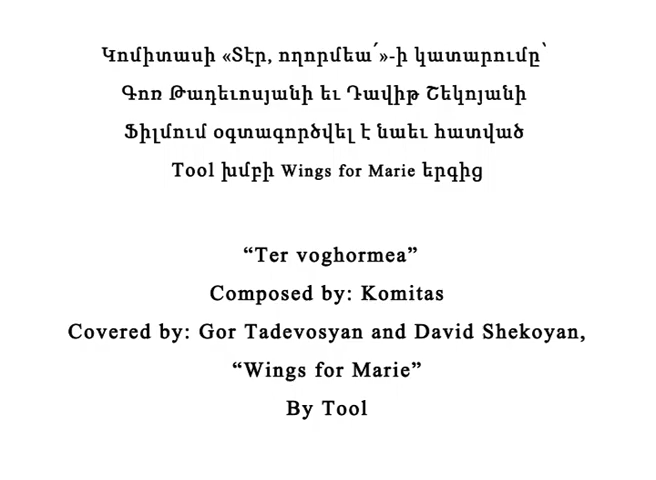 Կոմիտասի «Տէր, ողորմեա՛»-ի կատարումը՝
Գոռ Թադեւոսյանի եւ Դավիթ Շեկոյանի
Ֆիլմում օգտագործվել է նաեւ հատված
Tool խմբի Wings for Marie երգից
“Ter voghormea”
Composed by: Komitas
Covered by: Gor Tadevosyan and David Shekoyan,
“Wings for Marie”
By Tool